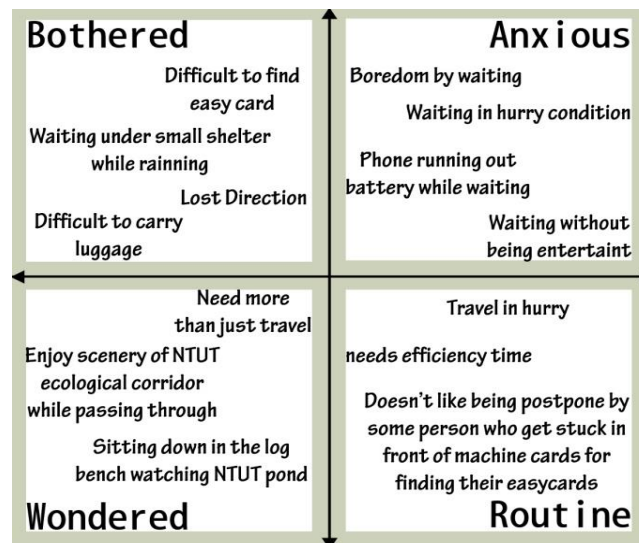 Bothered
Difficult to find
easy card
Waiting under small shelter
while rainning
Lost Direction
Difficult to carry
luggage
Anxious
Boredom by waiting
Waiting in hurry condition
Phone running out
battery while waiting
Waiting without
being entertaint
Need more
than just travel
Enjoy scenery of NTUT
ecological corridor
while passing through
Sitting down in the log
bench watching NTUT pond
Wondered
Travel in hurry
needs efficiency time
Doesn't like being postpone by
some person who get stuck in
front of machine cards for
finding their easycards
Routine